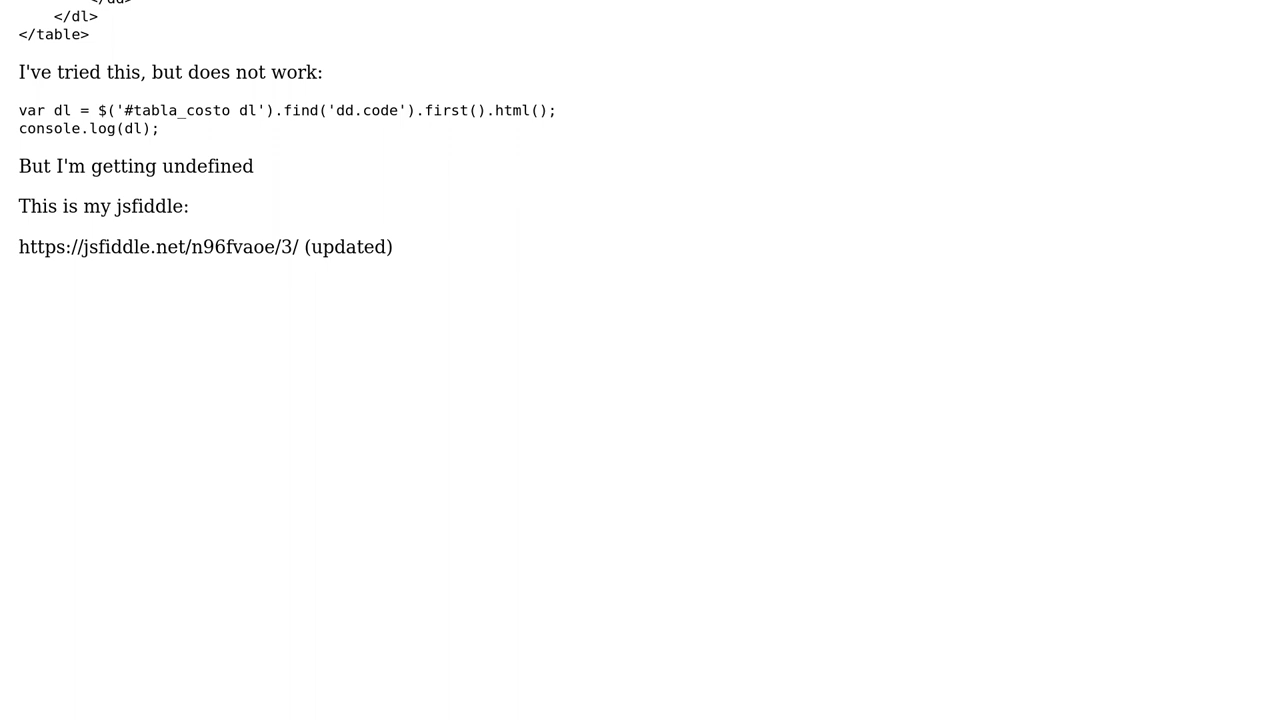 </dd>
</dl>
</table>
I've tried this, but does not work:
var dl = $('#tabla_costo dl').find('dd.code').first().html();
console.log(dl);
But I'm getting undefined
This is my jsfiddle:
https://jsfiddle.net/n96fvaoe/3/ (updated)